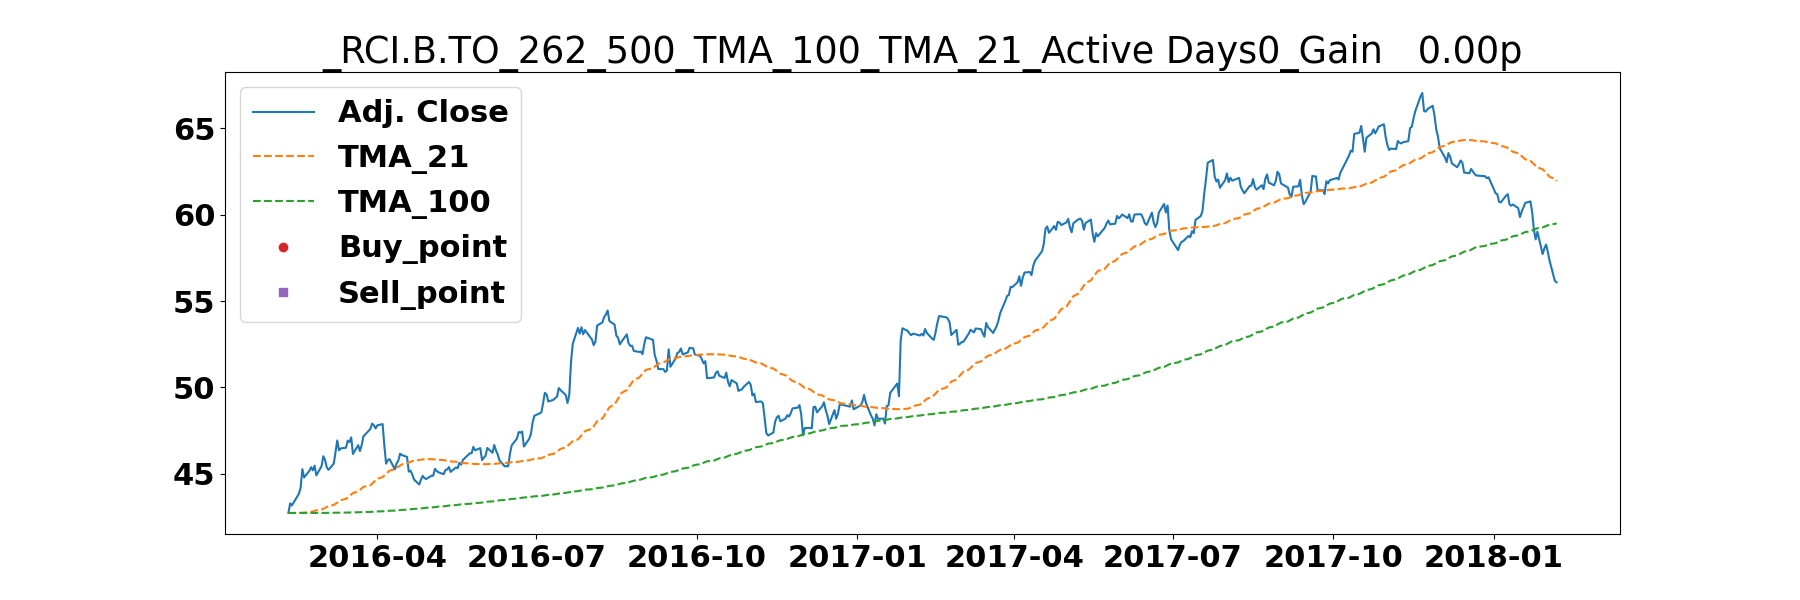 _RCI.B.TO_262_500_TMA_100_TMA_21_Active Days0_Gain   0.00p
Adj. Close
TMA_21
TMA_100
Buy_point
Sell_point
65
60
55
50
45
2016-04 2016-07 2016-10 2017-01 2017-04 2017-07 2017-10 2018-01